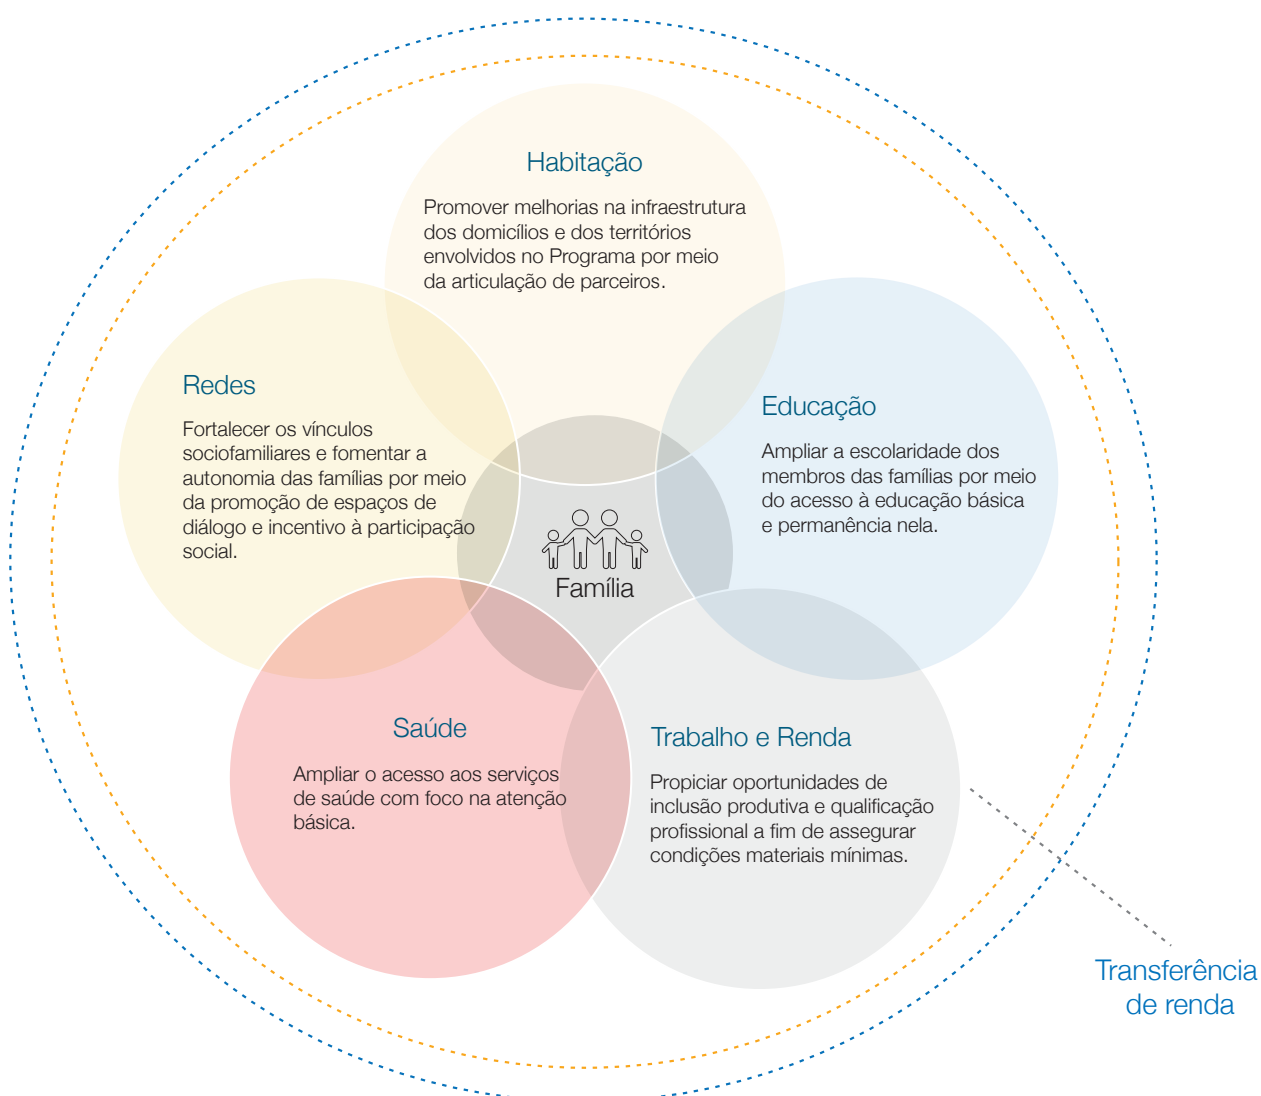 Habitação
Promover melhorias na infraestrutura
dos domicílios e dos territórios
envolvidos no Programa por meio
da articulação de parceiros.
Redes
Fortalecer os vínculos
sociofamiliares e fomentar a
autonomia das famílias por meio
da promoção de espaços de
diálogo e incentivo à participação
social.
Educação
Ampliar a escolaridade dos
membros das famílias por meio
do acesso à educação básica
e permanência nela.
Família
Saúde
Ampliar o acesso aos serviços
de saúde com foco na atenção
básica.
Trabalho e Renda
Propiciar oportunidades de
inclusão produtiva e qualificação
profissional a fim de assegurar
condições materiais mínimas.
Transferência
de renda